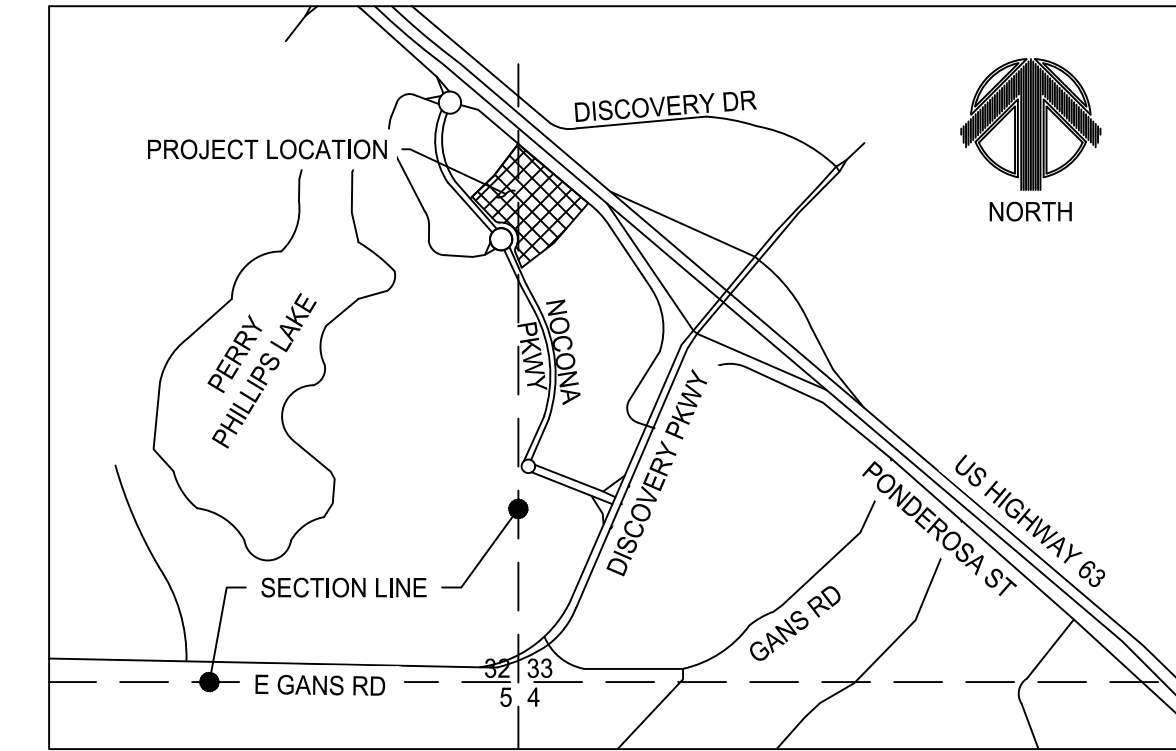 DISCOVERY DR
PROJECT LOCATION
NORTH
PERRY
PHILLIPS LAKE
NOCONA
PKWY
DISCOVERY PKWY
US HIGHWAY 63
PONDEROSA ST
SECTION LINE
GANS RD
E GANS RD
32 33
5 4